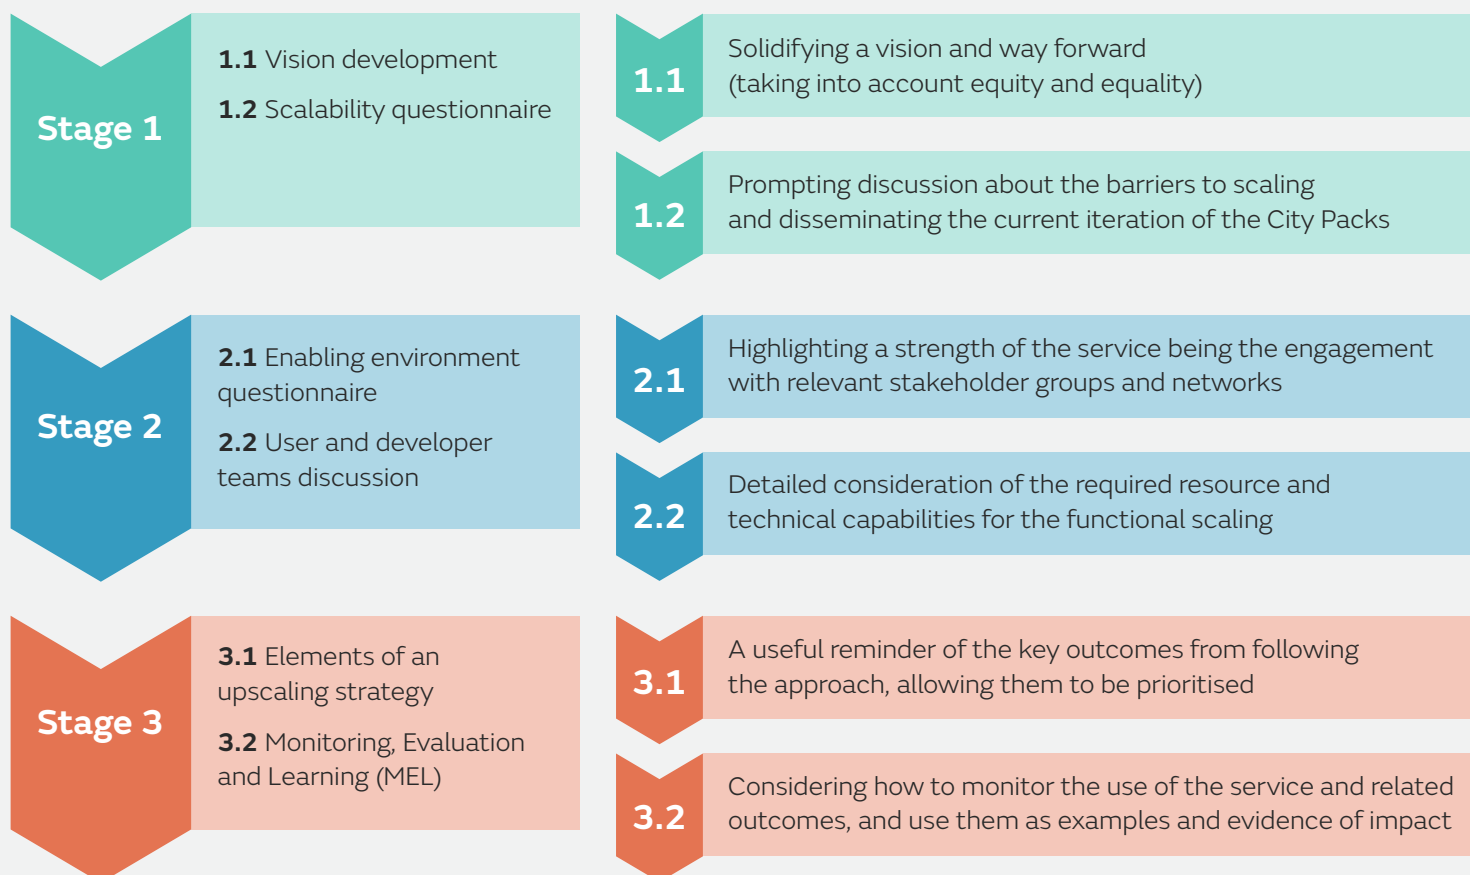 Stage 1
1.1 Vision development
1.2 Scalability questionnaire
1.1
Solidifying a vision and way forward
(taking into account equity and equality)
1.2
Prompting discussion about the barriers to scaling
and disseminating the current iteration of the City Packs
Stage 2
2.1 Enabling environment
questionnaire
2.2 User and developer
teams discussion
2.1
Highlighting a strength of the service being the engagement
with relevant stakeholder groups and networks
2.2
Detailed consideration of the required resource and
technical capabilities for the functional scaling
Stage 3
3.1 Elements of an
upscaling strategy
3.2 Monitoring, Evaluation
and Learning (MEL)
3.1
A useful reminder of the key outcomes from following
the approach, allowing them to be prioritised
3.2
Considering how to monitor the use of the service and related
outcomes, and use them as examples and evidence of impact